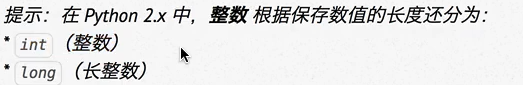 提示：在 Python 2.x 中，整数 根据保存数值的长度还分为：
* int（整数）
* long（长整数）